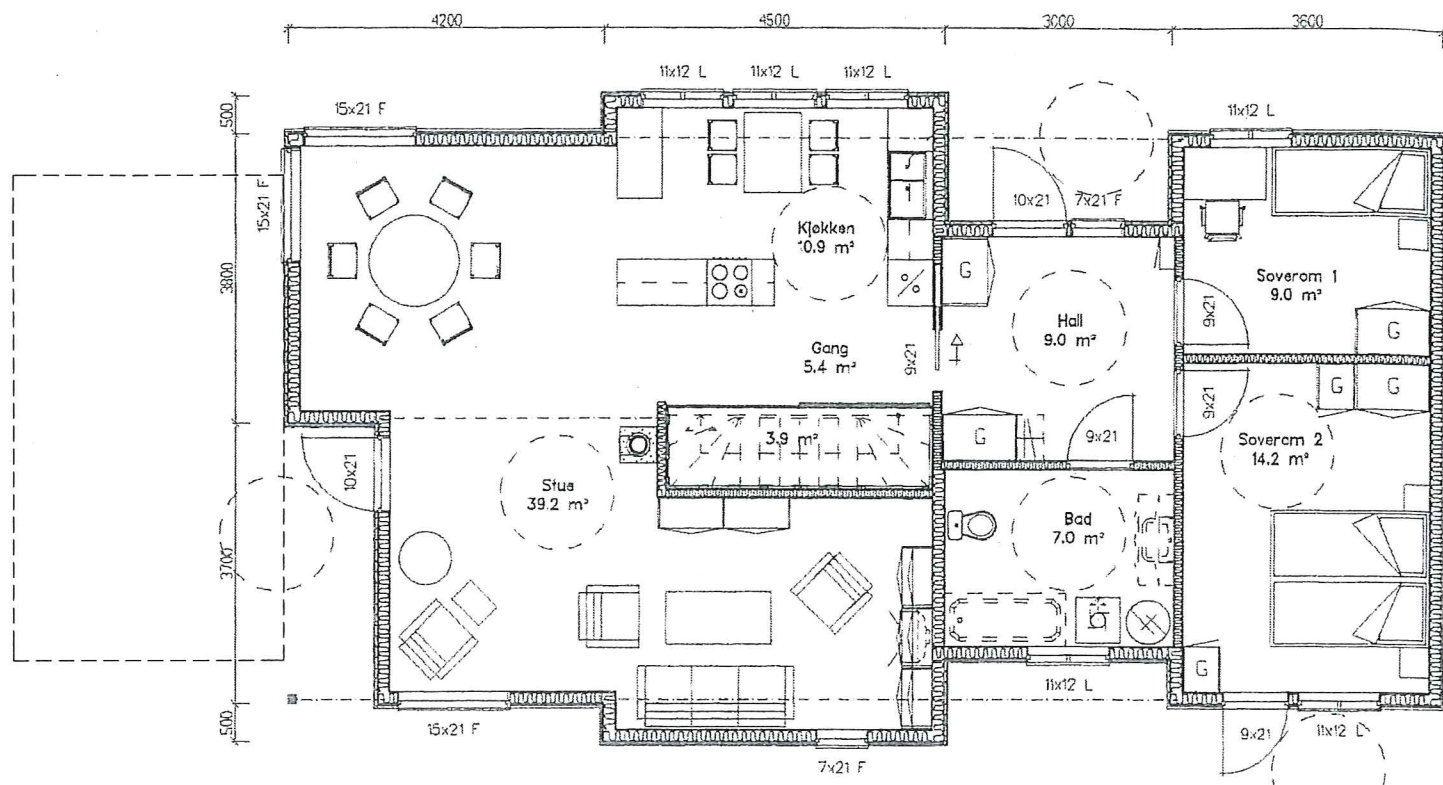 4200 4500 3000 3600
11x12 L 11x12 L 11x12 L
500
15x21 F
11x12 L
15x21 F
10x21 7x21 F
Kjøkken
10.9 m²
3800
G
Soverom 1
9.0 m²
9x21
Hall
9.0 m²
G
Gang
5.4 m²
9x21
9x21
G G
3.9 m²
G
9x21
Soverom 2
14.2 m²
10x21
Stua
39.2 m²
Bad
7.0 m²
3700
G
11x12 L
500
15x21 F
9x21 11x12 L
7x21 F